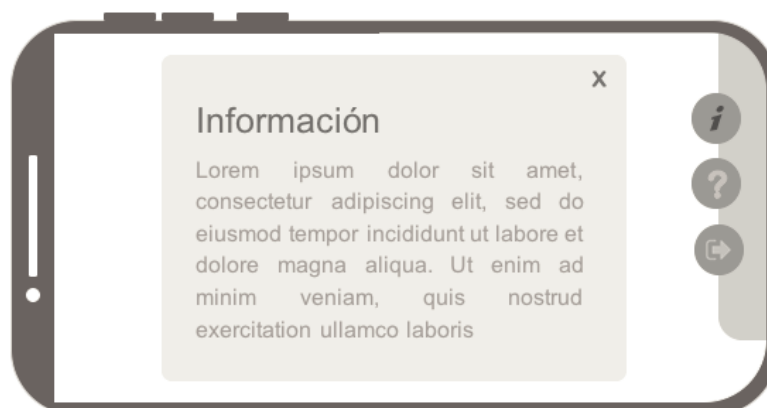 x
Información
Lorem ipsum dolor sit amet,
consectetur adipiscing elit, sed do
eiusmod tempor incididunt ut labore et
dolore magna aliqua. Ut enim ad
minim veniam, quis nostrud
exercitation ullamco laboris
i
?